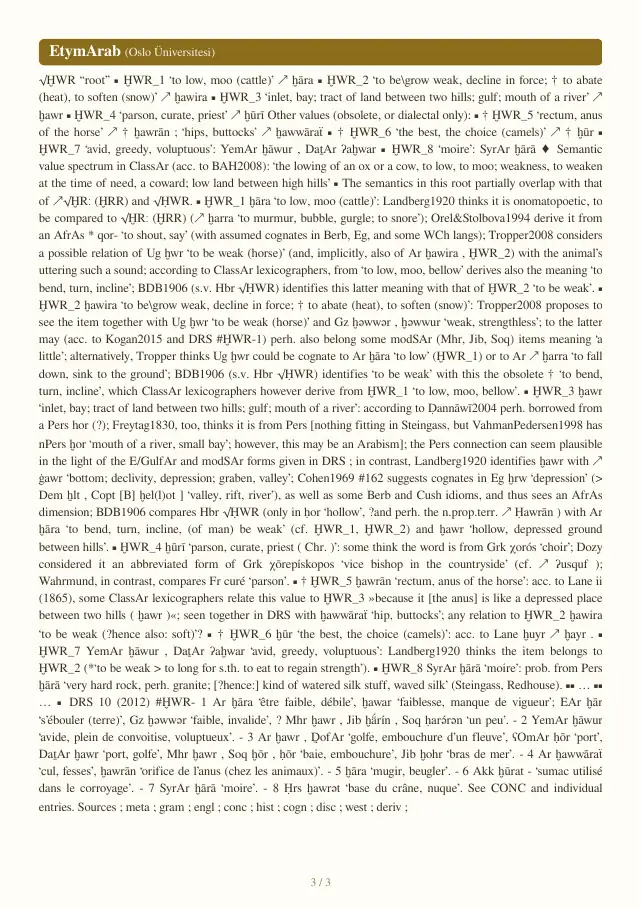 EtymArab (Oslo Üniversitesi)
√ḪWR “root” ▪ ḪWR_1 ‘to low, moo (cattle)’ ↗ ḫāra ▪ ḪWR_2 ‘to be\grow weak, decline in force; † to abate
(heat), to soften (snow)’ ↗ ḫawira ▪ ḪWR_3 ‘inlet, bay; tract of land between two hills; gulf; mouth of a river’ ↗
ḫawr ▪ ḪWR_4 ‘parson, curate, priest’ ↗ ḫūrī Other values (obsolete, or dialectal only): ▪ † ḪWR_5 ‘rectum, anus
of the horse’ ↗ † ḫawrān ; ‘hips, buttocks’ ↗ ḫawwāraẗ ▪ † ḪWR_6 ‘the best, the choice (camels)’ ↗ † ḫūr ▪
ḪWR_7 ‘avid, greedy, voluptuous’: YemAr ḫāwur , DaṯAr ʔaḫwar ▪ ḪWR_8 ‘moire’: SyrAr ḫārā ♦ Semantic
value spectrum in ClassAr (acc. to BAH2008): ‘the lowing of an ox or a cow, to low, to moo; weakness, to weaken
at the time of need, a coward; low land between high hills’ ▪ The semantics in this root partially overlap with that
of ↗√ḪR: (ḪRR) and √ḪWR. ▪ ḪWR_1 ḫāra ‘to low, moo (cattle)’: Landberg1920 thinks it is onomatopoetic, to
be compared to √ḪR: (ḪRR) (↗ ḫarra ‘to murmur, bubble, gurgle; to snore’); Orel&Stolbova1994 derive it from
an AfrAs * qor- ‘to shout, say’ (with assumed cognates in Berb, Eg, and some WCh langs); Tropper2008 considers
a possible relation of Ug ḫwr ‘to be weak (horse)’ (and, implicitly, also of Ar ḫawira , ḪWR_2) with the animal’s
uttering such a sound; according to ClassAr lexicographers, from ‘to low, moo, bellow’ derives also the meaning ‘to
bend, turn, incline’; BDB1906 (s.v. Hbr √ḤWR) identifies this latter meaning with that of ḪWR_2 ‘to be weak’. ▪
ḪWR_2 ḫawira ‘to be\grow weak, decline in force; † to abate (heat), to soften (snow)’: Tropper2008 proposes to
see the item together with Ug ḫwr ‘to be weak (horse)’ and Gz ḫəwwər , ḫəwwur ‘weak, strengthless’; to the latter
may (acc. to Kogan2015 and DRS #ḪWR-1) perh. also belong some modSAr (Mhr, Jib, Soq) items meaning ‘a
little’; alternatively, Tropper thinks Ug ḫwr could be cognate to Ar ḫāra ‘to low’ (ḪWR_1) or to Ar ↗ ḫarra ‘to fall
down, sink to the ground’; BDB1906 (s.v. Hbr √ḤWR) identifies ‘to be weak’ with this the obsolete † ‘to bend,
turn, incline’, which ClassAr lexicographers however derive from ḪWR_1 ‘to low, moo, bellow’. ▪ ḪWR_3 ḫawr
‘inlet, bay; tract of land between two hills; gulf; mouth of a river’: according to Ḍannāwī2004 perh. borrowed from
a Pers hor (?); Freytag1830, too, thinks it is from Pers [nothing fitting in Steingass, but VahmanPedersen1998 has
nPers ḫor ‘mouth of a river, small bay’; however, this may be an Arabism]; the Pers connection can seem plausible
in the light of the E/GulfAr and modSAr forms given in DRS ; in contrast, Landberg1920 identifies ḫawr with ↗
ġawr ‘bottom; declivity, depression; graben, valley’; Cohen1969 #162 suggests cognates in Eg ẖrw ‘depression’ (>
Dem ẖlt , Copt [B] ḫel(l)ot ] ‘valley, rift, river’), as well as some Berb and Cush idioms, and thus sees an AfrAs
dimension; BDB1906 compares Hbr √ḤWR (only in ḥor ‘hollow’, ?and perh. the n.prop.terr. ↗ Ḥawrān ) with Ar
ḫāra ‘to bend, turn, incline, (of man) be weak’ (cf. ḪWR_1, ḪWR_2) and ḫawr ‘hollow, depressed ground
between hills’. ▪ ḪWR_4 ḫūrī ‘parson, curate, priest ( Chr. )’: some think the word is from Grk χorós ‘choir’; Dozy
considered it an abbreviated form of Grk χōrepískopos ‘vice bishop in the countryside’ (cf. ↗ ʔusquf );
Wahrmund, in contrast, compares Fr curé ‘parson’. ▪ † ḪWR_5 ḫawrān ‘rectum, anus of the horse’: acc. to Lane ii
(1865), some ClassAr lexicographers relate this value to ḪWR_3 »because it [the anus] is like a depressed place
between two hills ( ḫawr )«; seen together in DRS with ḫawwāraẗ ‘hip, buttocks’; any relation to ḪWR_2 ḫawira
‘to be weak (?hence also: soft)’? ▪ † ḪWR_6 ḫūr ‘the best, the choice (camels)’: acc. to Lane ḫuyr ↗ ḫayr . ▪
ḪWR_7 YemAr ḫāwur , DaṯAr ʔaḫwar ‘avid, greedy, voluptuous’: Landberg1920 thinks the item belongs to
ḪWR_2 (*‘to be weak > to long for s.th. to eat to regain strength’). ▪ ḪWR_8 SyrAr ḫārā ‘moire’: prob. from Pers
ḫārā ‘very hard rock, perh. granite; [?hence:] kind of watered silk stuff, waved silk’ (Steingass, Redhouse). ▪▪ … ▪▪
… ▪ DRS 10 (2012) #ḪWR- 1 Ar ḫāra ‘être faible, débile’, ḫawar ‘faiblesse, manque de vigueur’; EAr ḫār
‘s’ébouler (terre)’, Gz ḫəwwər ‘faible, invalide’, ? Mhr ḫawr , Jib ḫārín , Soq ḥarə́rən ‘un peu’. - 2 YemAr ḫāwur
‘avide, plein de convoitise, voluptueux’. - 3 Ar ḫawr , ḌofAr ‘golfe, embouchure d’un fleuve’, ʕOmAr ḫōr ‘port’,
DaṯAr ḫawr ‘port, golfe’, Mhr ḫawr , Soq ḫōr , ḥōr ‘baie, embouchure’, Jib ḫohr ‘bras de mer’. - 4 Ar ḫawwāraẗ
‘cul, fesses’, ḫawrān ‘orifice de l’anus (chez les animaux)’. - 5 ḫāra ‘mugir, beugler’. - 6 Akk ḫūrat - ‘sumac utilisé
dans le corroyage’. - 7 SyrAr ḫārā ‘moire’. - 8 Ḥrs ḫawrət ‘base du crâne, nuque’. See CONC and individual
entries. Sources ; meta ; gram ; engl ; conc ; hist ; cogn ; disc ; west ; deriv ;
3 / 3